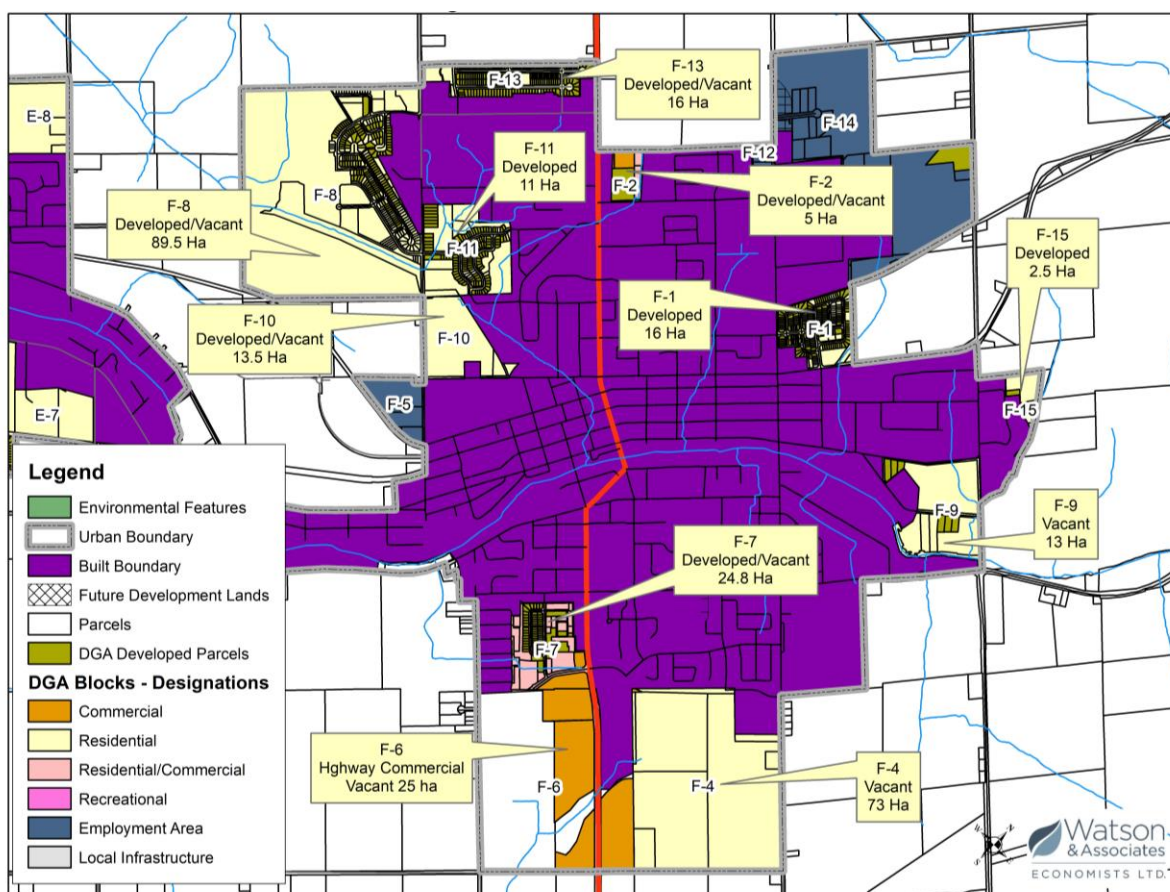 F-13
F-13
Developed/Vacant
16 Ha
E-8
F-14
F-11
Developed
11 Ha
F-12
F-8
F-2
F-2
Developed/Vacant
5 Ha
F-8
Developed/Vacant
89.5 Ha
F-11
F-15
Developed
2.5 Ha
F-1
Developed
16 Ha
F-1
F-10
Developed/Vacant
13.5 Ha
F-10
E-7
F-5
F-15
Legend
Environmental Features
Urban Boundary
Built Boundary
Future Development Lands
Parcels
DGA Developed Parcels
DGA Blocks - Designations
Commercial
Residential
Residential/Commercial
Recreational
Employment Area
Local Infrastructure
F-9
F-9
Vacant
13 Ha
F-7
Developed/Vacant
24.8 Ha
F-7
F-6
Hghway Commercial
Vacant 25 ha
F-6
F-4
F-4
Vacant
73 Ha
W N
S E
Watson
& Associates
ECONOMISTS LTD.